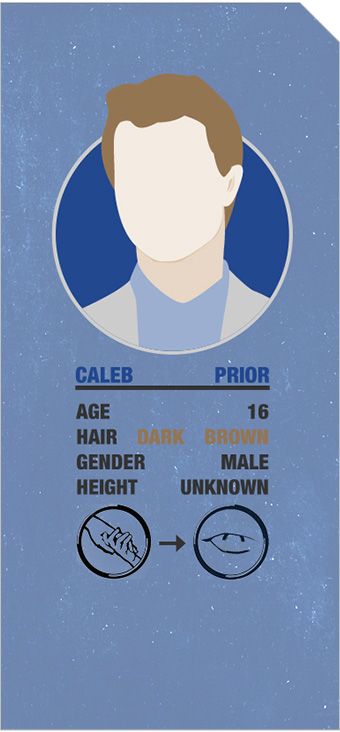 CALEB PRIOR
AGE 16
HAIR DARK BROWN
GENDER MALE
HEIGHT UNKNOWN